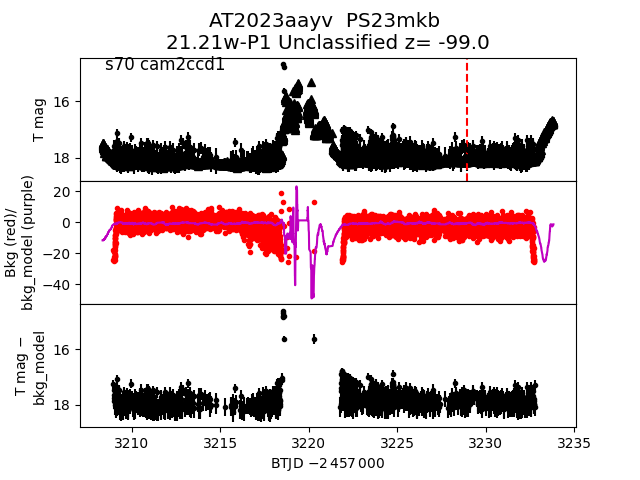 AT2023aayv PS23mkb
21.21w-P1 Unclassified z= -99.0
s70 cam2ccd1
T mag
16
18
Bkg (red)/
bkg_model (purple)
20
0
−20
−40
T mag −
bkg_model
16
18
3210 3215 3220 3225 3230 3235
BTJD −2 457 000